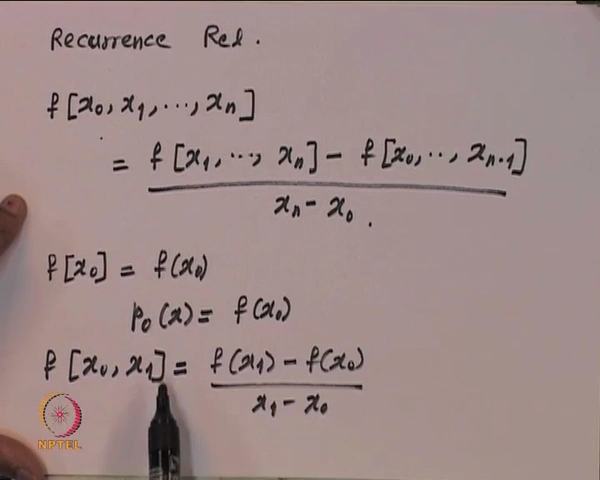 Recurrence Rel.
f[x₀, x₁, ..., xₙ]
= f[x₁, ..., xₙ] - f[x₀, .., xₙ₋₁]
xₙ - x₀.
f[x₀] = f(x₀)
p₀(x) = f(x₀)
f[x₀, x₁] = f(x₁) - f(x₀)
x₁ - x₀
NPTEL